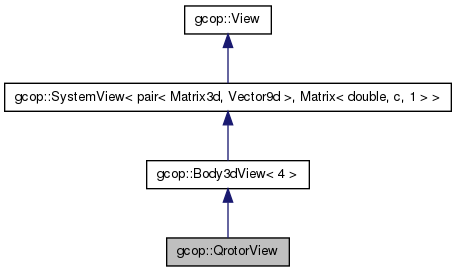 gcop::View
gcop::SystemView< pair< Matrix3d, Vector9d >, Matrix< double, c, 1 > >
gcop::Body3dView< 4 >
gcop::QrotorView